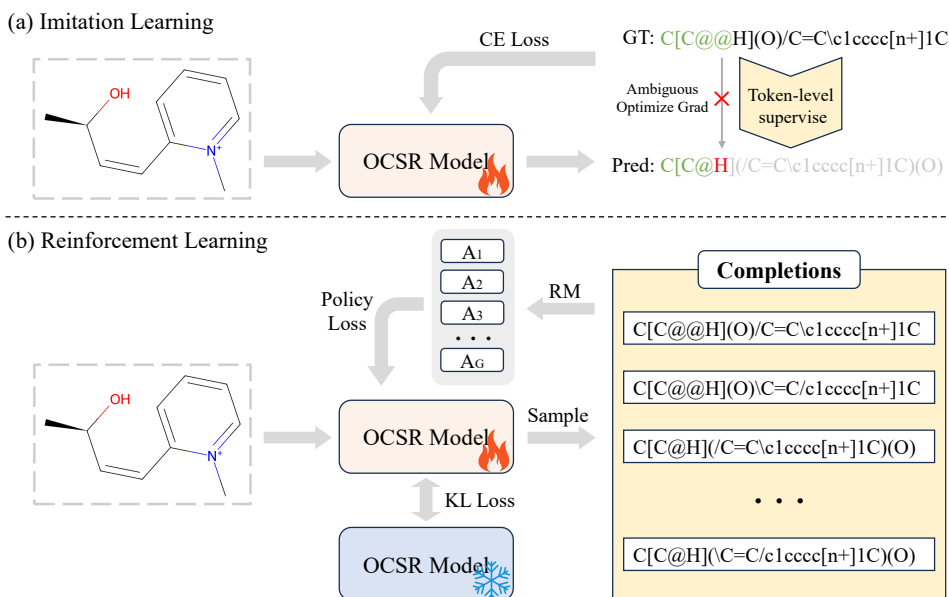 (a) Imitation Learning
CE Loss
GT: C[C@@H](O)/C=C\c1cccc[n+]1C
OH
N+
OCSR Model
Ambiguous
Optimize Grad
Token-level
supervise
Pred: C[C@H](/C=C\c1cccc[n+]1C)(O)
(b) Reinforcement Learning
A1
A2
A3
. . .
AG
Policy
Loss
RM
Completions
C[C@@H](O)/C=C\c1cccc[n+]1C
C[C@@H](O)\C=C/c1cccc[n+]1C
C[C@H](/C=C\c1cccc[n+]1C)(O)
. . .
C[C@H](\C=C/c1cccc[n+]1C)(O)
OH
N+
OCSR Model
Sample
KL Loss
OCSR Model